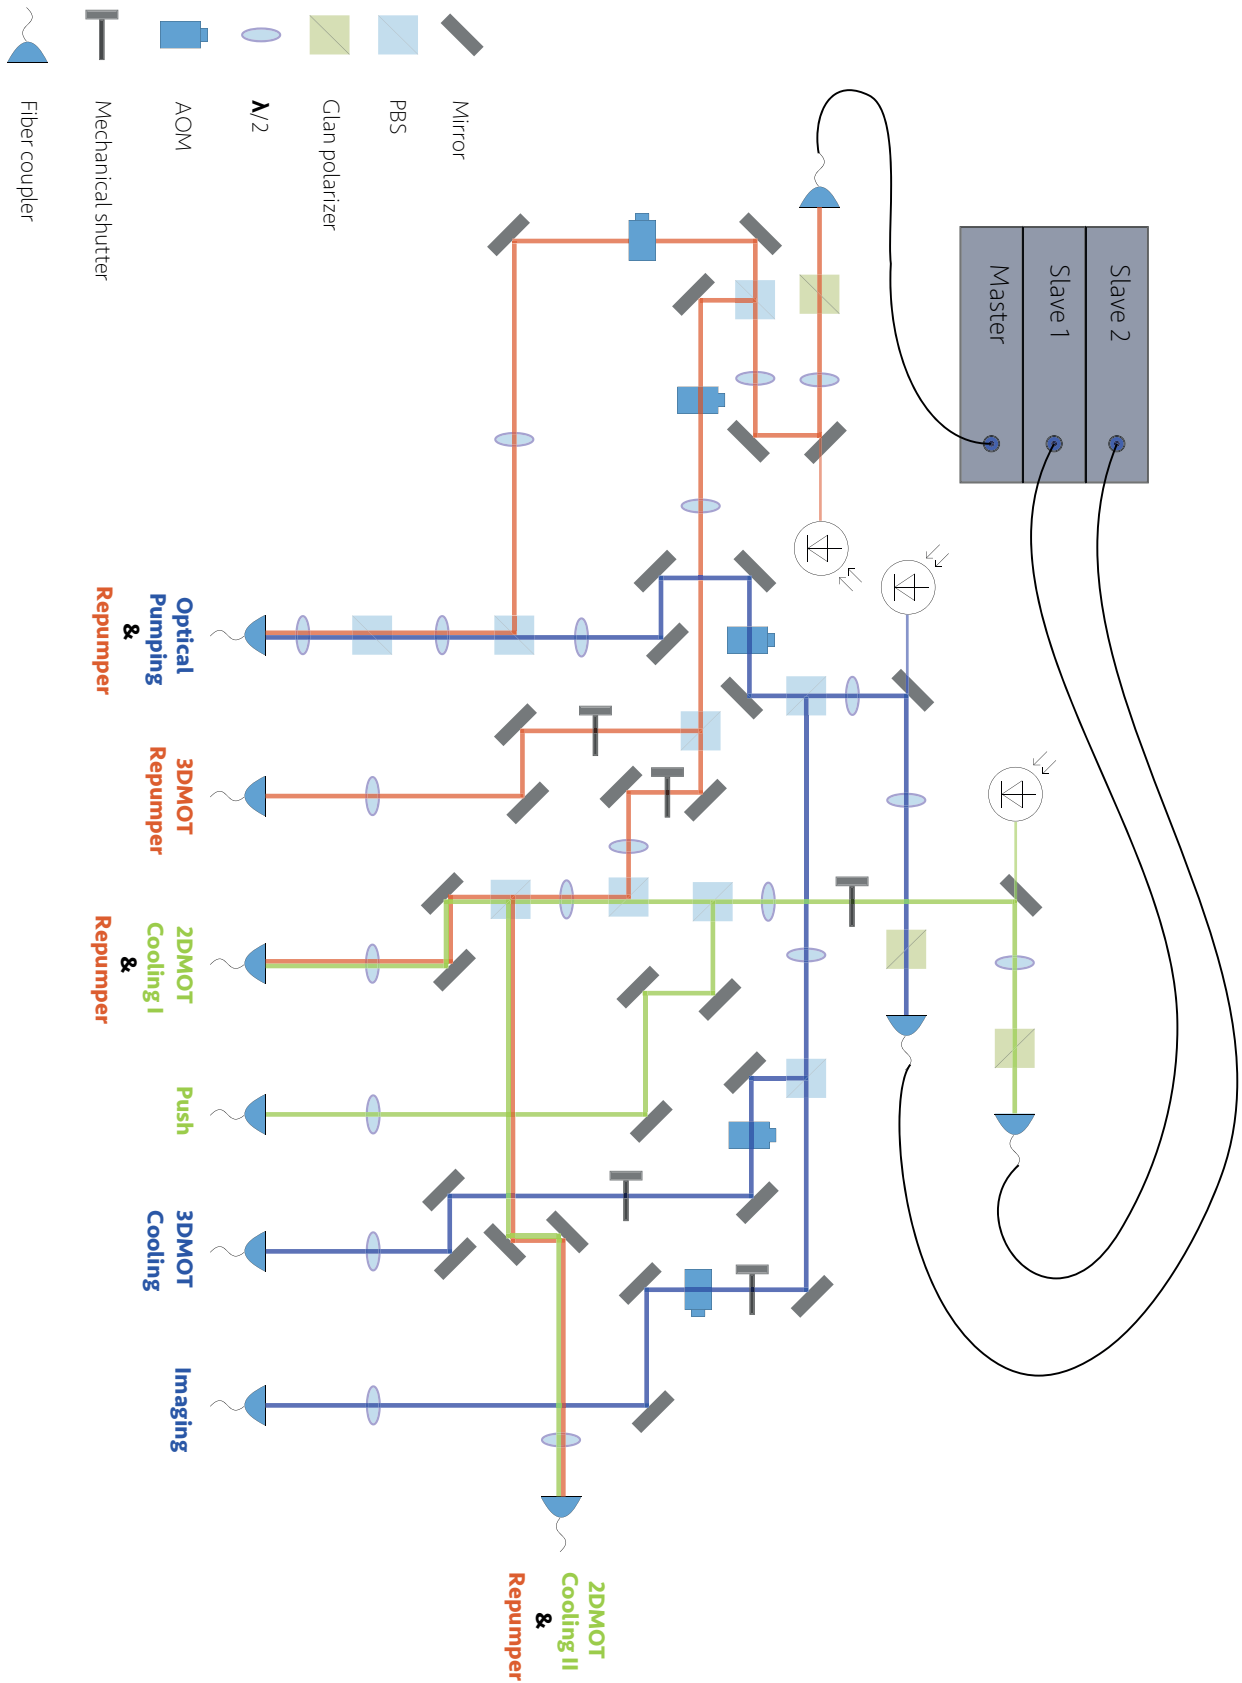 Slave 2
Slave 1
Master
Mirror
PBS
Glan polarizer
λ/2
AOM
Mechanical shutter
Fiber coupler
Optical
Pumping
&
Repumper
3DMOT
Repumper
2DMOT
Cooling I
&
Repumper
Push
3DMOT
Cooling
Imaging
2DMOT
Cooling II
&
Repumper